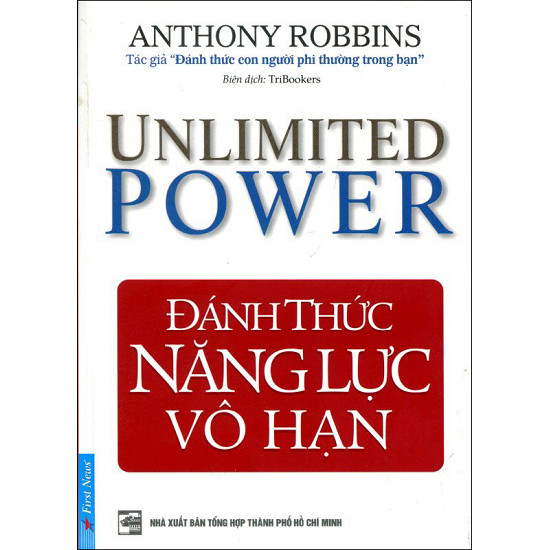 ANTHONY ROBBINS
Tác giả "Đánh thức con người phi thường trong bạn"
Biên dịch: TriBookers
UNLIMITED
POWER
ĐÁNH THỨC
NĂNG LỰC
VÔ HẠN
First News
NHÀ XUẤT BẢN TỔNG HỢP THÀNH PHỐ HỒ CHÍ MINH